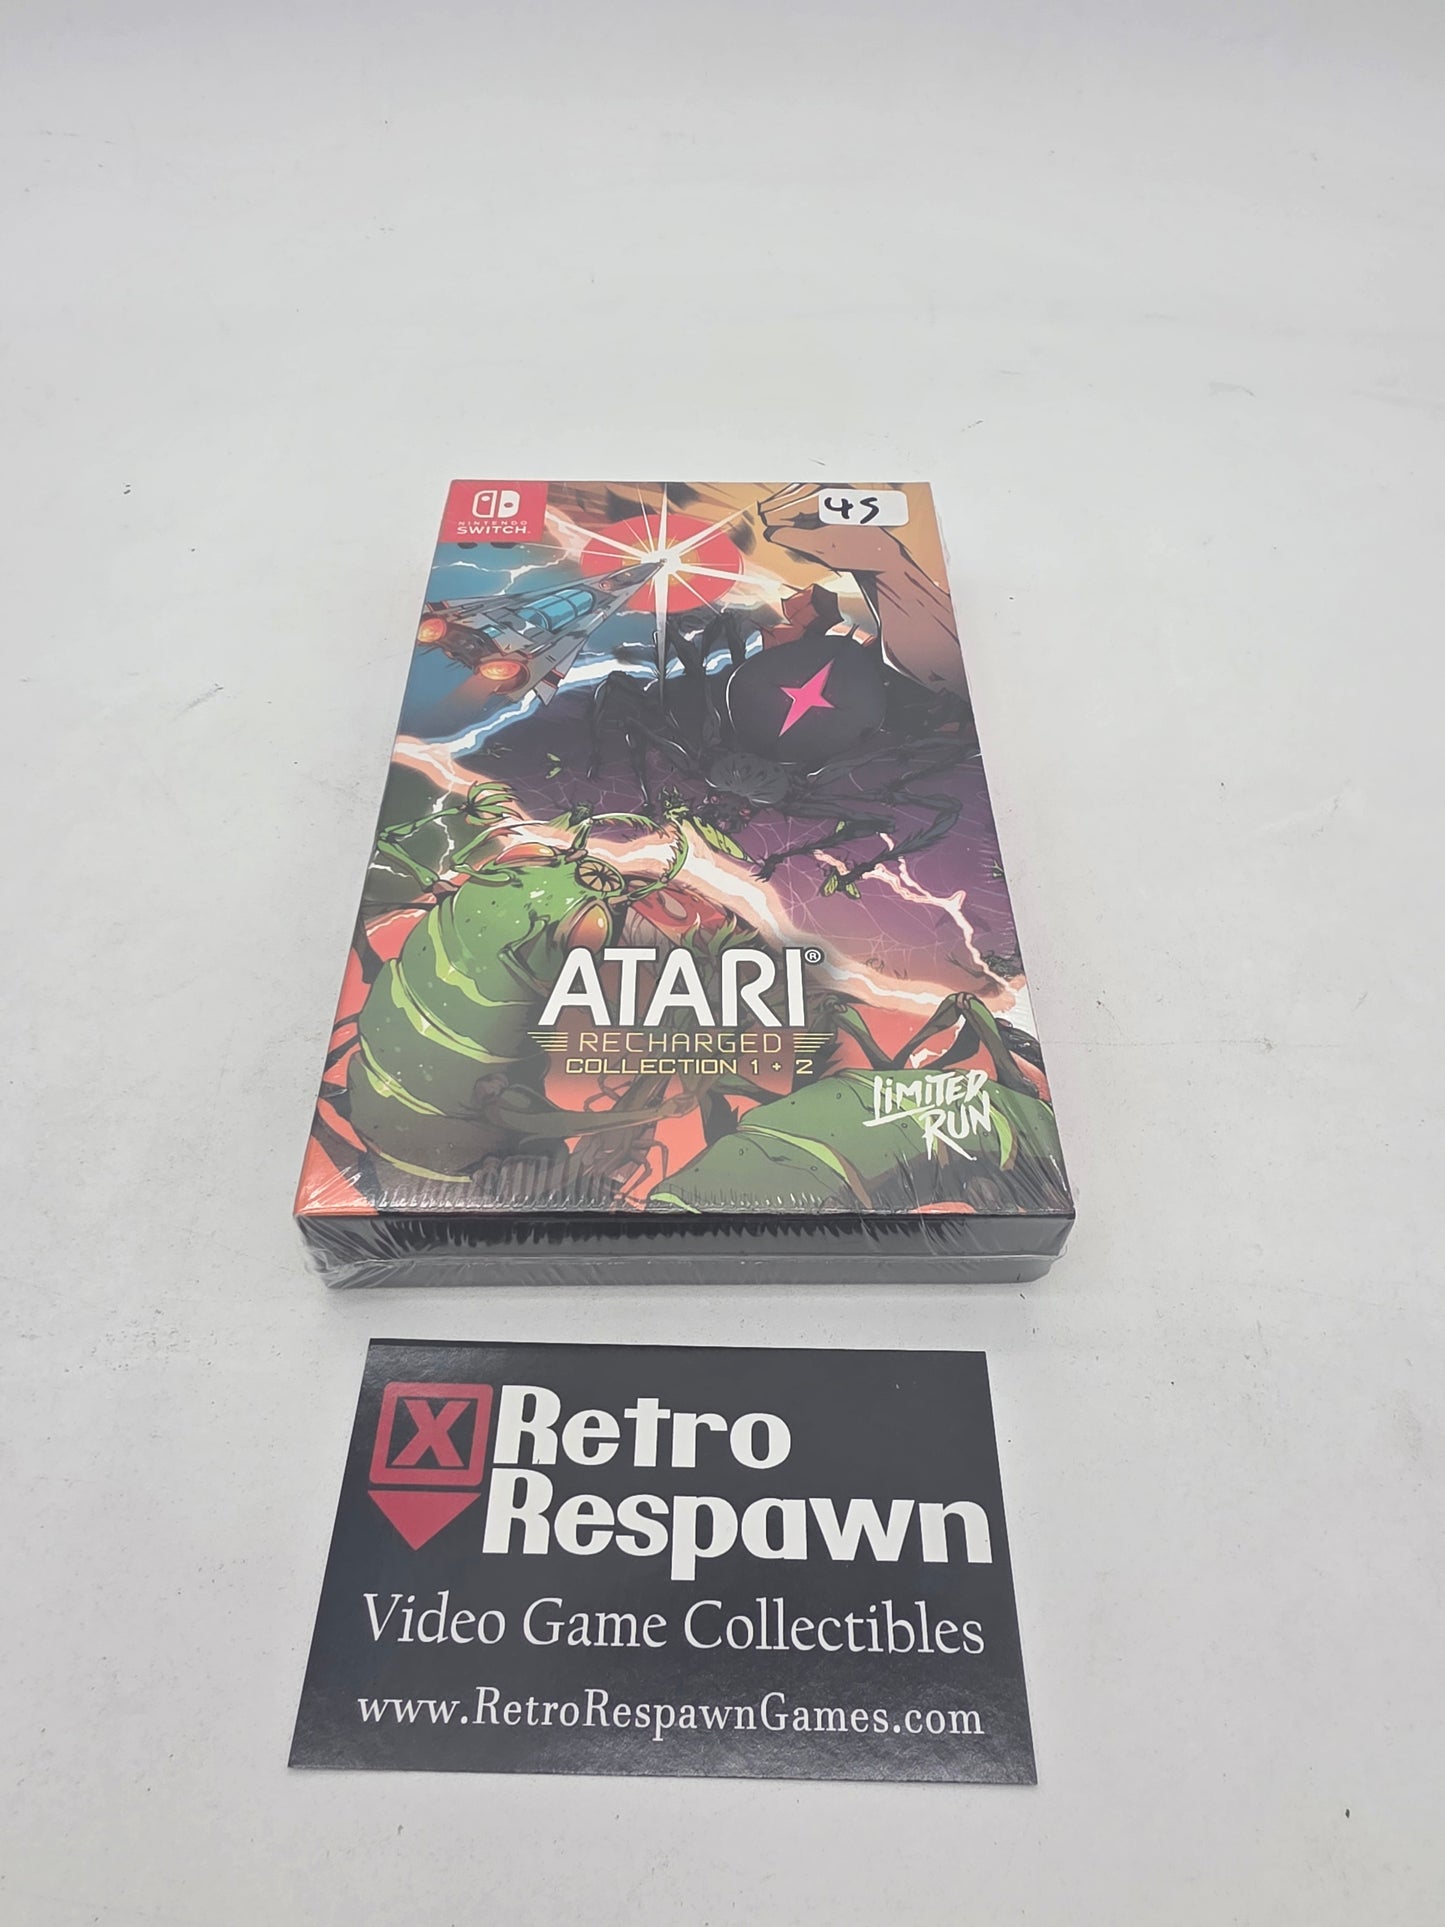 NINTENDO
SWITCH
45
ATARI®
RECHARGED
COLLECTION 1 + 2
LIMITED
RUN
X
Retro
Respawn
Video Game Collectibles
www.RetroRespawnGames.com